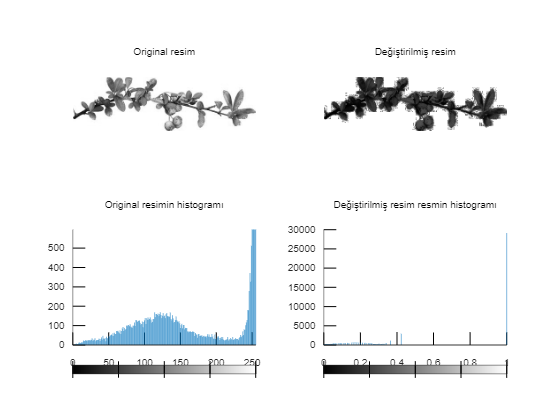 Original resim
Değiştirilmiş resim
Original resimin histogramı
Değiştirilmiş resim resmin histogramı
500
400
300
200
100
0
0 50 100 150 200 250
30000
25000
20000
15000
10000
5000
0
0 0.2 0.4 0.6 0.8 1